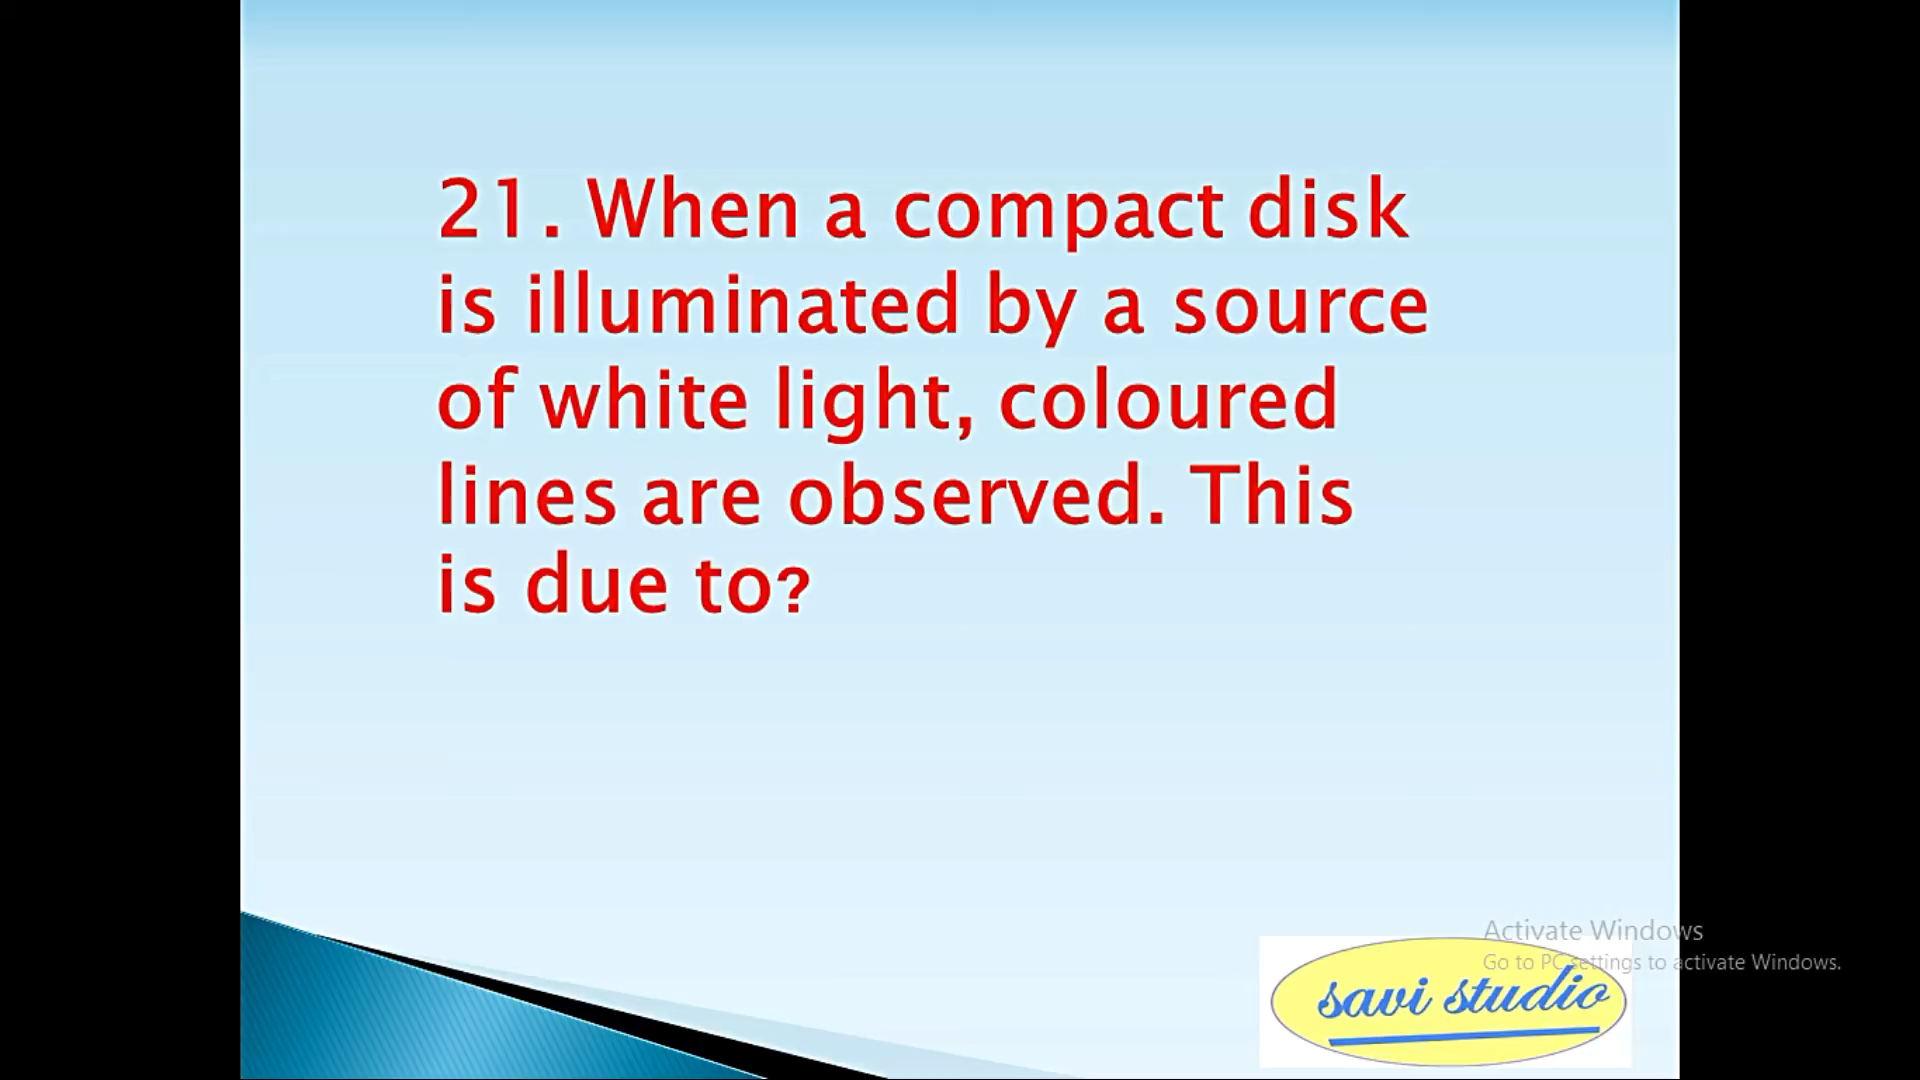 21. When a compact disk
is illuminated by a source
of white light, coloured
lines are observed. This
is due to?
Activate Windows
Go to PC settings to activate Windows.
savi studio